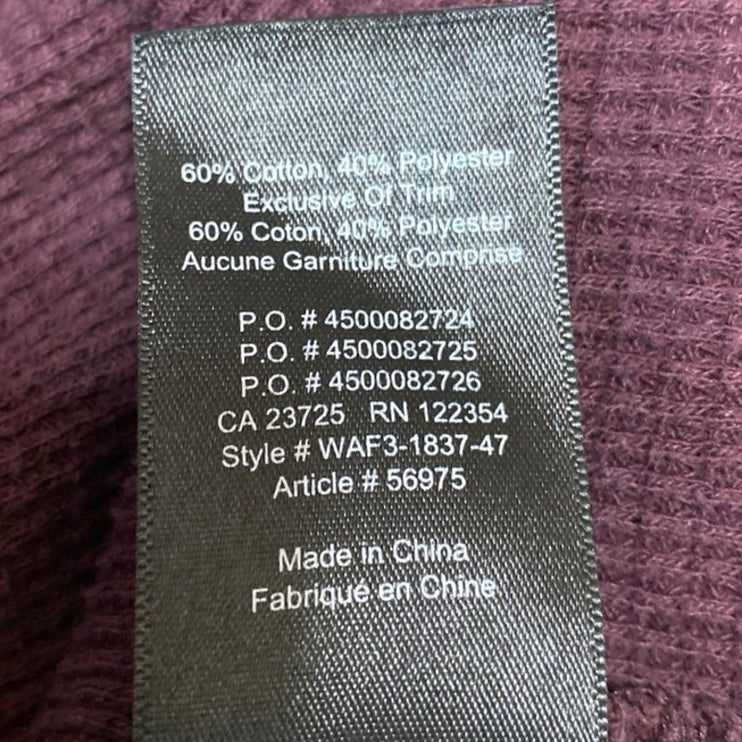 60% Cotton, 40% Polyester
Exclusive Of Trim
60% Coton, 40% Polyester
Aucune Garniture Comprise
P.O. # 4500082724
P.O. # 4500082725
P.O. # 4500082726
CA 23725 RN 122354
Style # WAF3-1837-47
Article # 56975
Made in China
Fabriqué en Chine